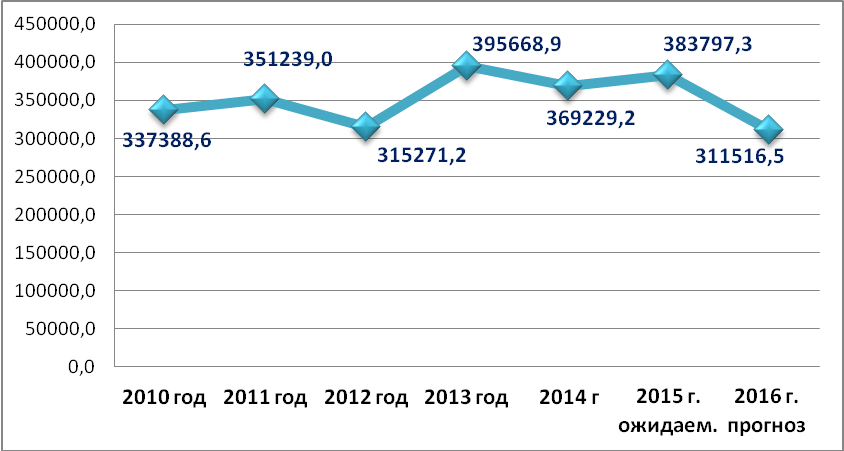 450000,0
400000,0
350000,0
300000,0
250000,0
200000,0
150000,0
100000,0
50000,0
0,0
337388,6
351239,0
315271,2
395668,9
369229,2
383797,3
311516,5
2010 год
2011 год
2012 год
2013 год
2014 г
2015 г.
ожидаем.
2016 г.
прогноз